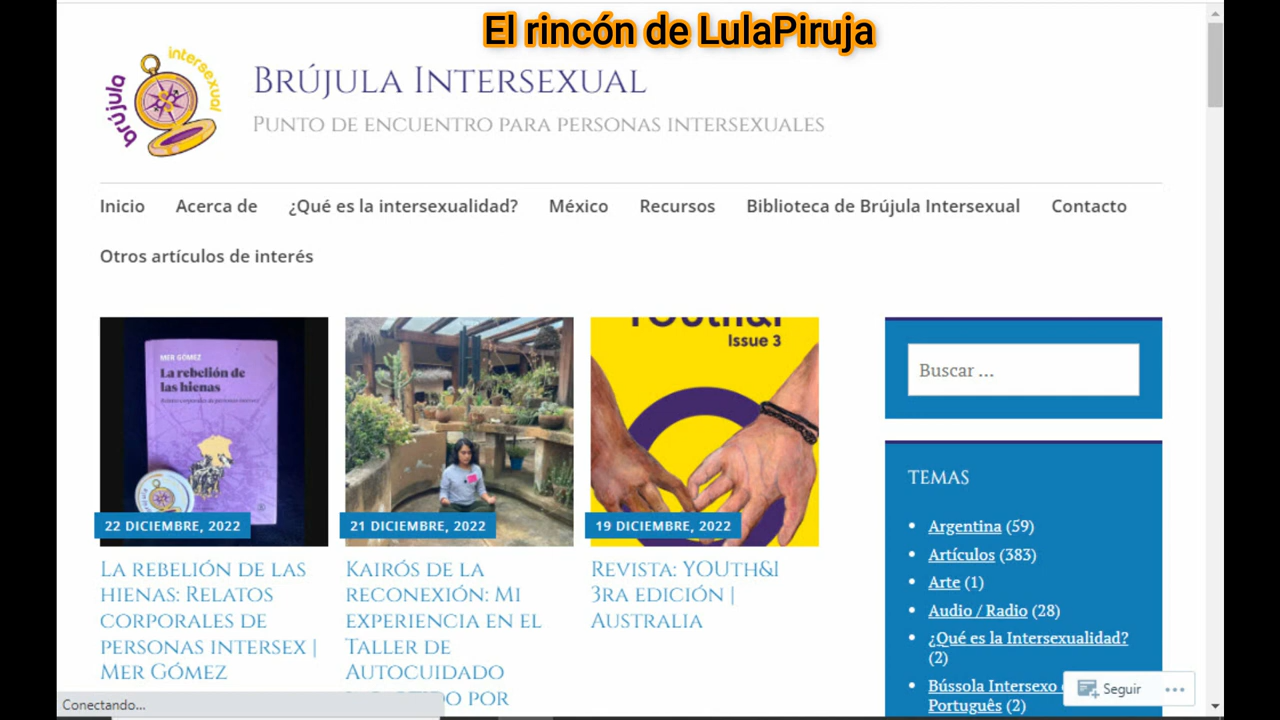 El rincón de LulaPiruja
brújula
intersexual
Brújula Intersexual
Punto de encuentro para personas intersexuales
Inicio
Acerca de
¿Qué es la intersexualidad?
México
Recursos
Biblioteca de Brújula Intersexual
Contacto
Otros artículos de interés
MER GÓMEZ
La rebelión de
las hienas
22 DICIEMBRE, 2022
La rebelión de las
hienas: Relatos
corporales de
personas intersex |
Mer Gómez
21 DICIEMBRE, 2022
Kairós de la
reconexión: Mi
experiencia en el
Taller de
Autocuidado
YOUth&I
Issue 3
19 DICIEMBRE, 2022
Revista: YOUth&I
3ra edición |
Australia
Buscar ...
TEMAS
Argentina (59)
Artículos (383)
Arte (1)
Audio / Radio (28)
¿Qué es la Intersexualidad?
(2)
Bússola Intersexo
Português (2)
Seguir
Conectando...